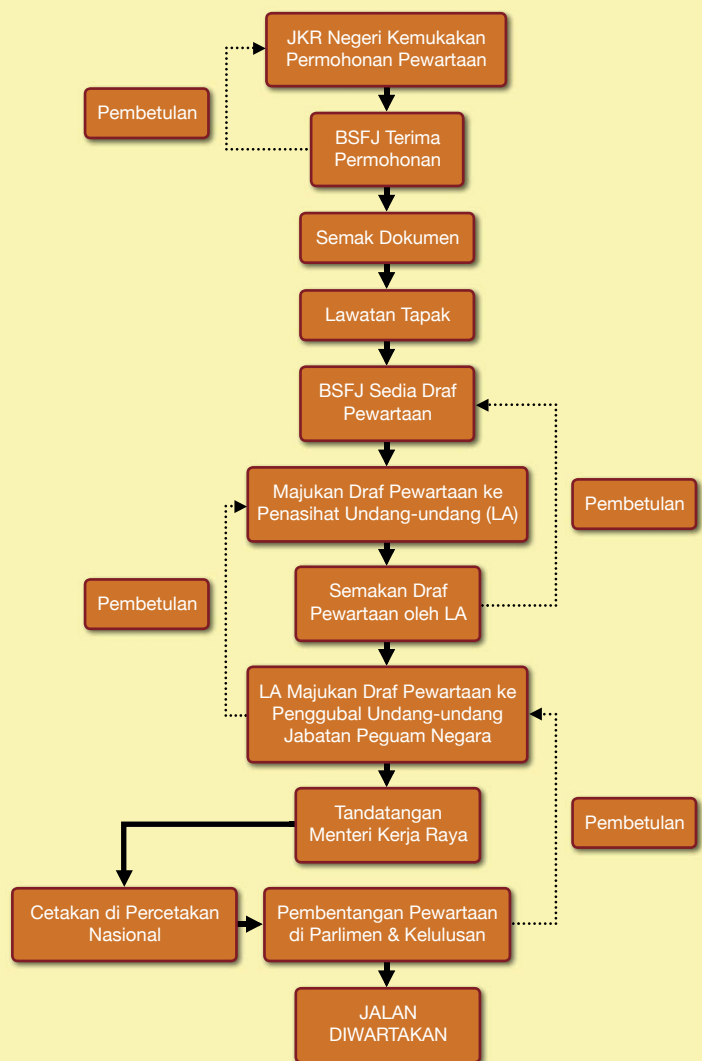 JKR Negeri Kemukakan
Permohonan Pewartaan
Pembetulan
BSFJ Terima
Permohonan
Semak Dokumen
Lawatan Tapak
BSFJ Sedia Draf
Pewartaan
Majukan Draf Pewartaan ke
Penasihat Undang-undang (LA)
Pembetulan
Semakan Draf
Pewartaan oleh LA
Pembetulan
LA Majukan Draf Pewartaan ke
Penggubal Undang-undang
Jabatan Peguam Negara
Tandatangan
Menteri Kerja Raya
Pembetulan
Cetakan di Percetakan
Nasional
Pembentangan Pewartaan
di Parlimen & Kelulusan
JALAN
DIWARTAKAN